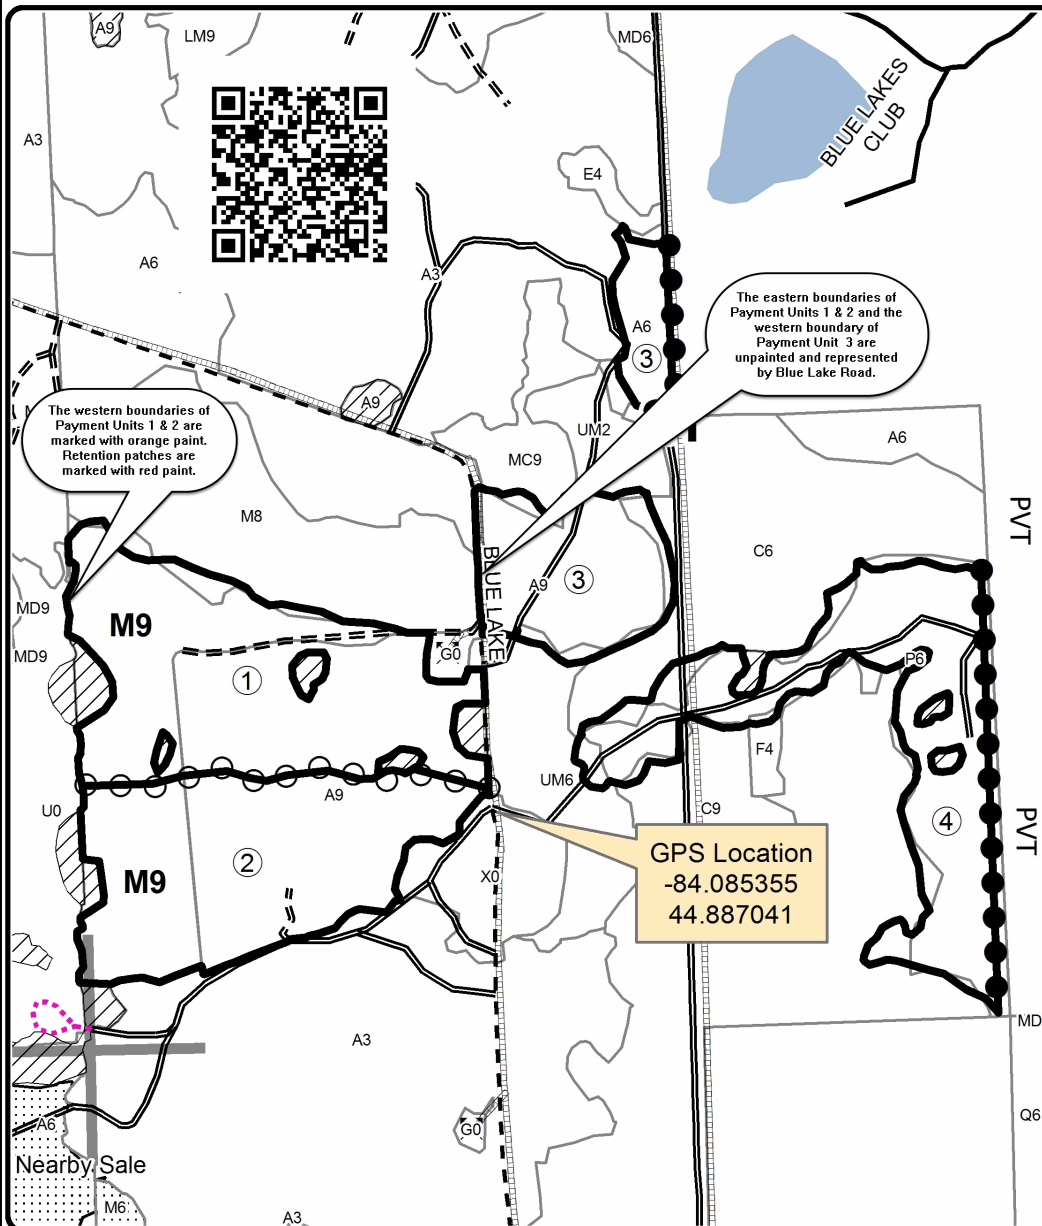 A9
LM9
MD6
A3
BLUE LAKES
CLUB
E4
A6
A3
The eastern boundaries of
Payment Units 1 & 2 and the
western boundary of
Payment Unit 3 are
unpainted and represented
by Blue Lake Road.
A6
3
A9
The western boundaries of
Payment Units 1 & 2 are
marked with orange paint.
Retention patches are
marked with red paint.
UM2
A6
MC9
M8
PVT
C6
BLUE LAKE
A9
3
MD9
M9
G0
MD9
P6
1
F4
UM6
A9
U0
C9
4
PVT
GPS Location
-84.085355
44.887041
2
M9
X0
A3
MD
Q6
A6
G0
Nearby Sale
M6
A3